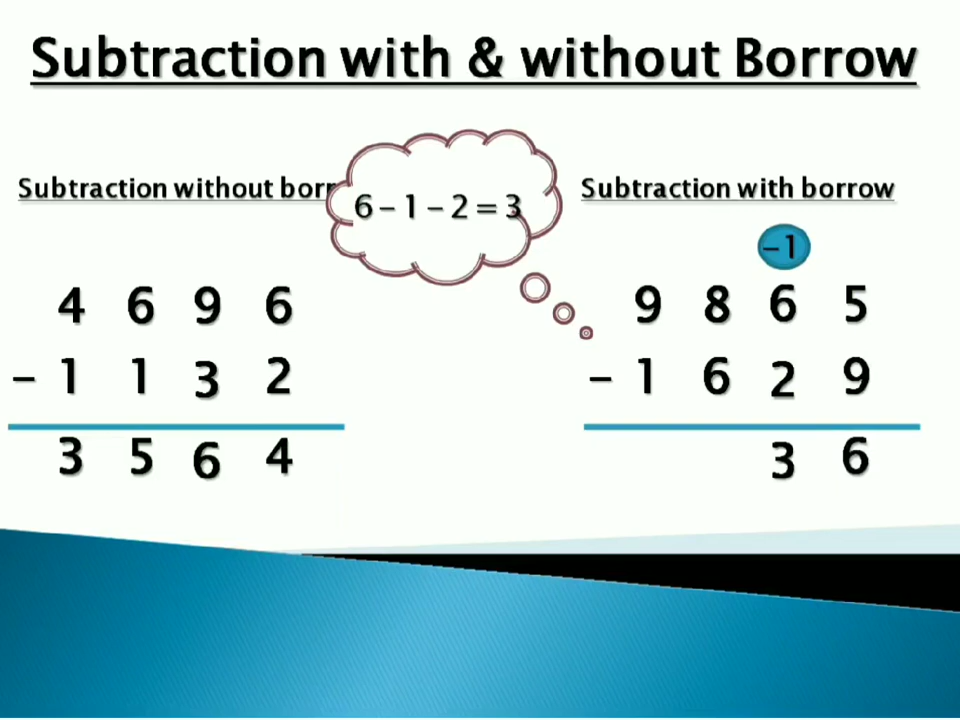 Subtraction with & without Borrow
Subtraction without borr
6 – 1 – 2 = 3
Subtraction with borrow
–1
4 6 9 6
– 1 1 3 2
3 5 6 4
9 8 6 5
– 1 6 2 9
3 6